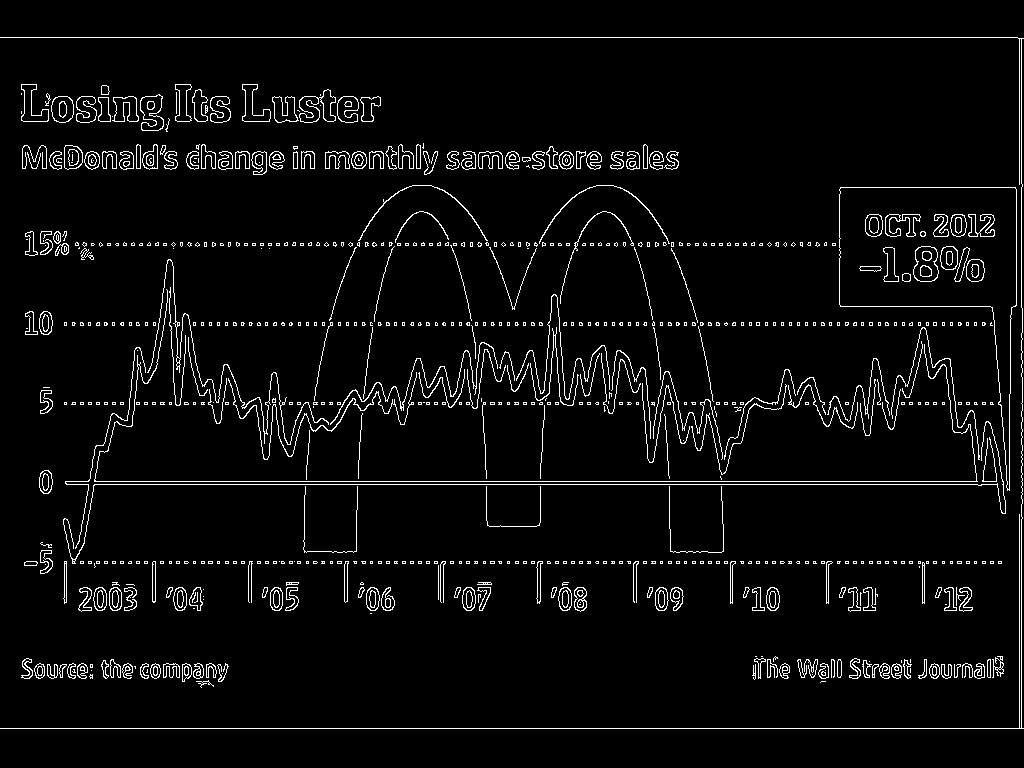 Losing Its Luster
McDonald's change in monthly same-store sales
OCT. 2012
–1.8%
15%
10
5
0
–5
2003 '04 '05 '06 '07 '08 '09 '10 '11 '12
Source: the company
The Wall Street Journal